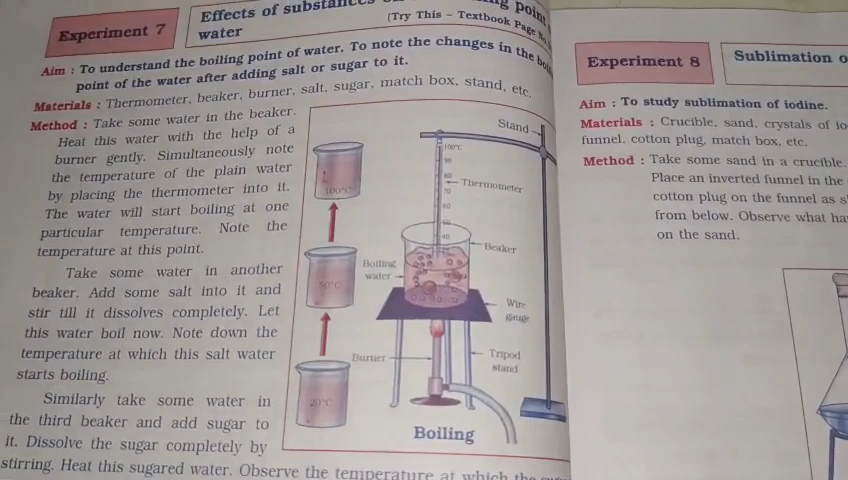 Experiment 7
Effects of substances
point
water
(Try This – Textbook Page No.
Aim : To understand the boiling point of water. To note the changes in the
point of the water after adding salt or sugar to it.
Materials : Thermometer, beaker, burner, salt, sugar, match box, stand, etc.
Method : Take some water in the beaker.
Heat this water with the help of a
burner gently. Simultaneously note
the temperature of the plain water
by placing the thermometer into it.
The water will start boiling at one
particular temperature. Note the
temperature at this point.
Take some water in another
beaker. Add some salt into it and
stir till it dissolves completely. Let
this water boil now. Note down the
temperature at which this salt water
starts boiling.
Similarly take some water in
the third beaker and add sugar to
it. Dissolve the sugar completely by
stirring. Heat this sugared water. Observe the temperature at which the
100°C
50°C
20°C
Stand
100°C
90
80
70
60
50
40
Thermometer
Beaker
Boiling
water
Wire
gauge
Burner
Tripod
stand
Boiling
Experiment 8
Sublimation o
Aim : To study sublimation of iodine.
Materials : Crucible, sand, crystals of io
funnel, cotton plug, match box, etc.
Method : Take some sand in a crucible.
Place an inverted funnel in the
cotton plug on the funnel as s
from below. Observe what ha
on the sand.